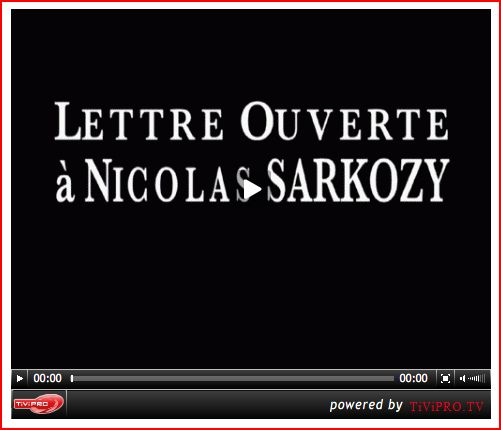 LETTRE OUVERTE
à NICOLAS SARKOZY
00:00 00:00
TiViPRO powered by TiViPRO.TV